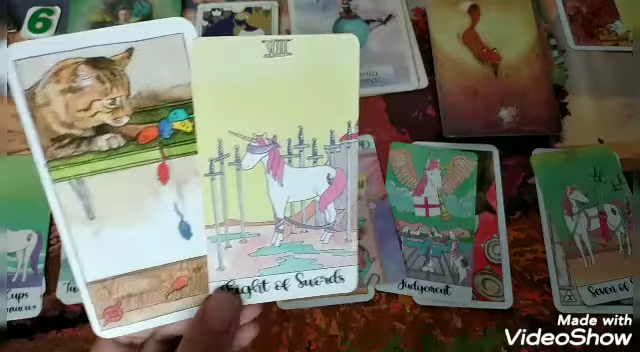 6
VIII
Eight of Swords
Judgement
Seven of
Cups
Made with
VideoShow